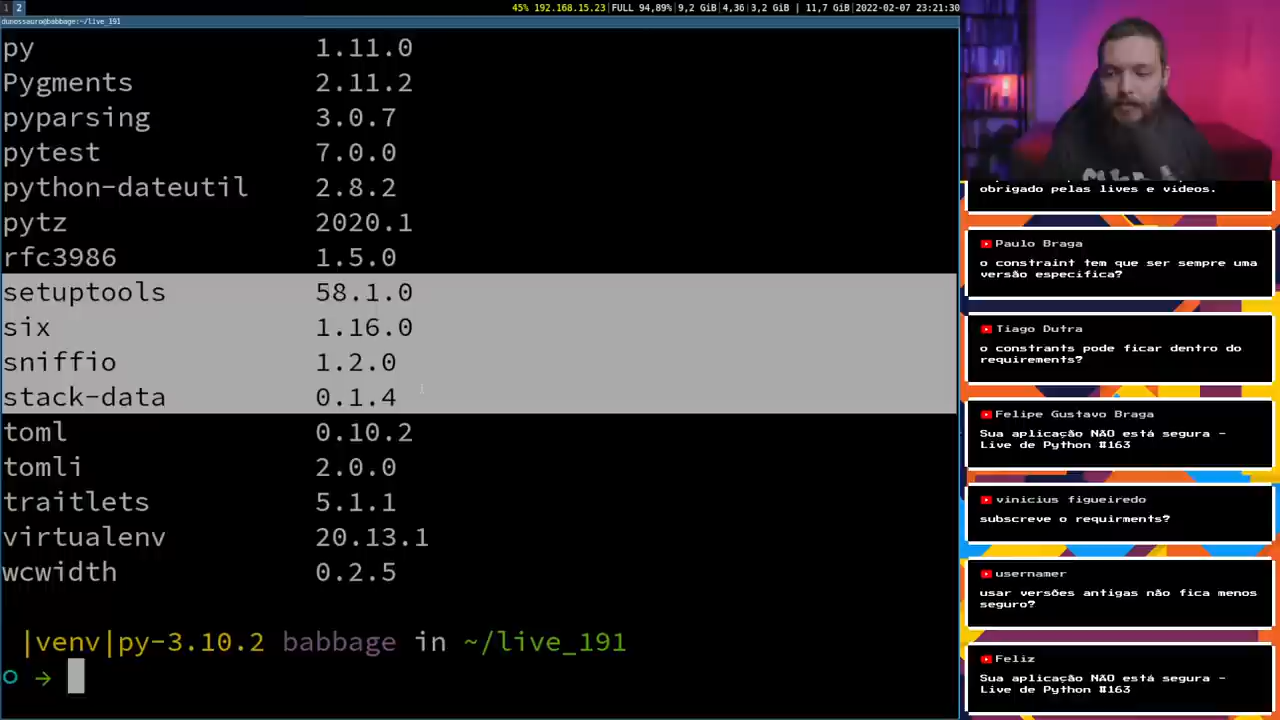 1 2 45% 192.168.15.23|FULL 94,89%|9,2 GiB|4,36|3,2 GiB | 11,7 GiB|2022-02-07 23:21:30
dunossauro@babbage:~/live_191
py 1.11.0
Pygments 2.11.2
pyparsing 3.0.7
pytest 7.0.0
python-dateutil 2.8.2
pytz 2020.1
rfc3986 1.5.0
setuptools 58.1.0
six 1.16.0
sniffio 1.2.0
stack-data 0.1.4
toml 0.10.2
tomli 2.0.0
traitlets 5.1.1
virtualenv 20.13.1
wcwidth 0.2.5
|venv|py-3.10.2 babbage in ~/live_191
obrigado pelas lives e videos.
Paulo Braga
o constraint tem que ser sempre uma
versão especifica?
Tiago Dutra
o constrants pode ficar dentro do
requirements?
Felipe Gustavo Braga
Sua aplicação NÃO está segura -
Live de Python #163
vinicius figueiredo
subscreve o requirments?
usernamer
usar versões antigas não fica menos
seguro?
Feliz
Sua aplicação NÃO está segura -
Live de Python #163